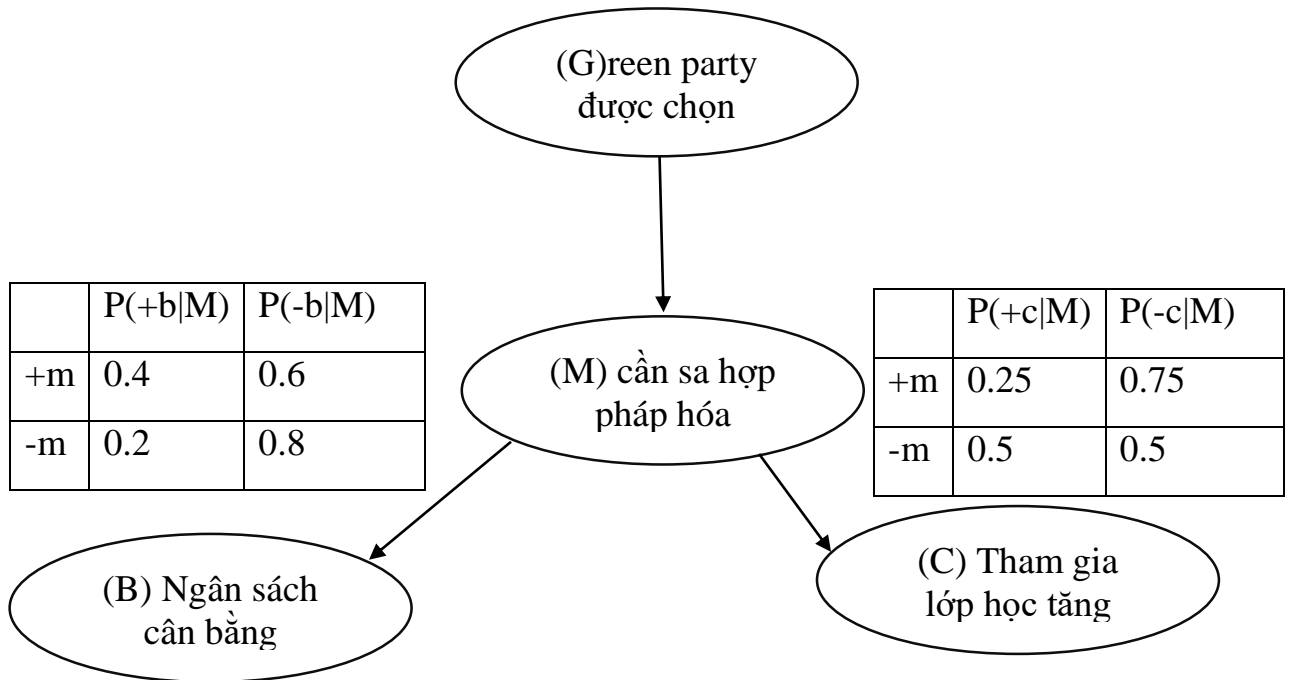 (G)reen party
được chọn
P(+b|M) P(-b|M)
+m 0.4 0.6
-m 0.2 0.8
(M) cần sa hợp
pháp hóa
P(+c|M) P(-c|M)
+m 0.25 0.75
-m 0.5 0.5
(B) Ngân sách
cân bằng
(C) Tham gia
lớp học tăng